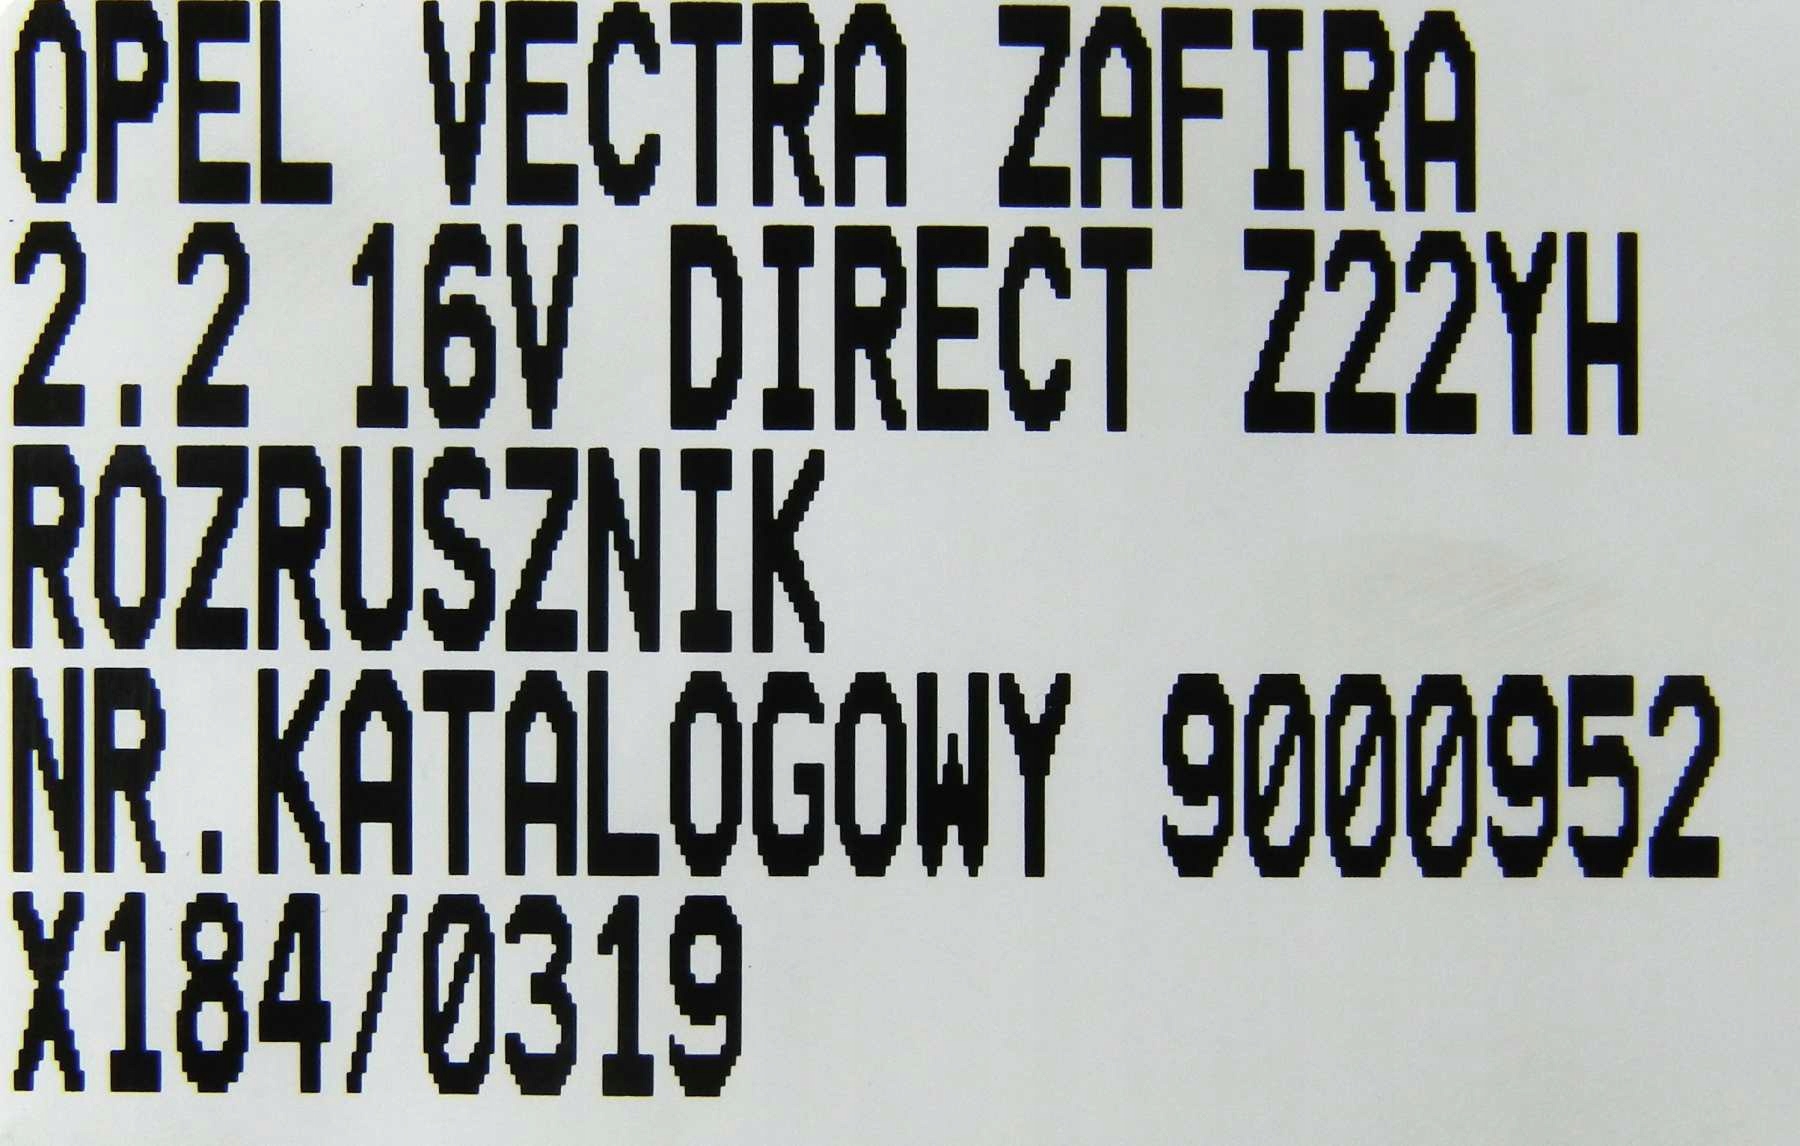 OPEL VECTRA ZAFIRA
2.2 16V DIRECT Z22YH
ROZRUSZNIK
NR.KATALOGOWY 9000952
X184/0319